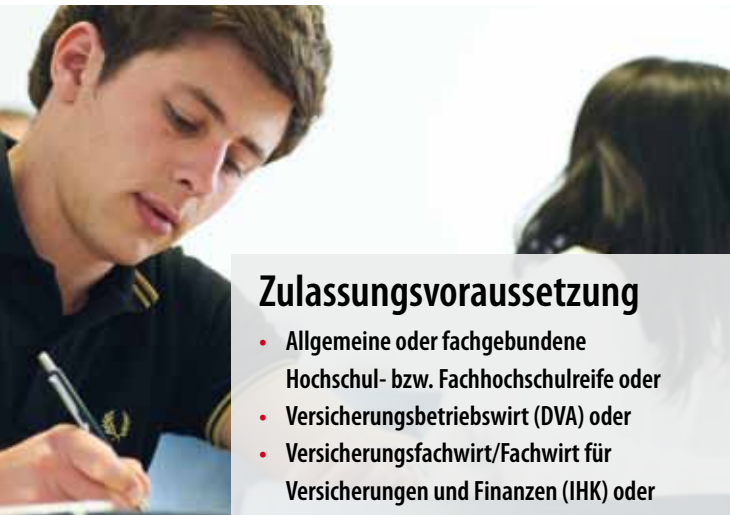 Zulassungsvoraussetzung
• Allgemeine oder fachgebundene
Hochschul- bzw. Fachhochschulreife oder
• Versicherungsbetriebswirt (DVA) oder
• Versicherungsfachwirt/Fachwirt für
Versicherungen und Finanzen (IHK) oder